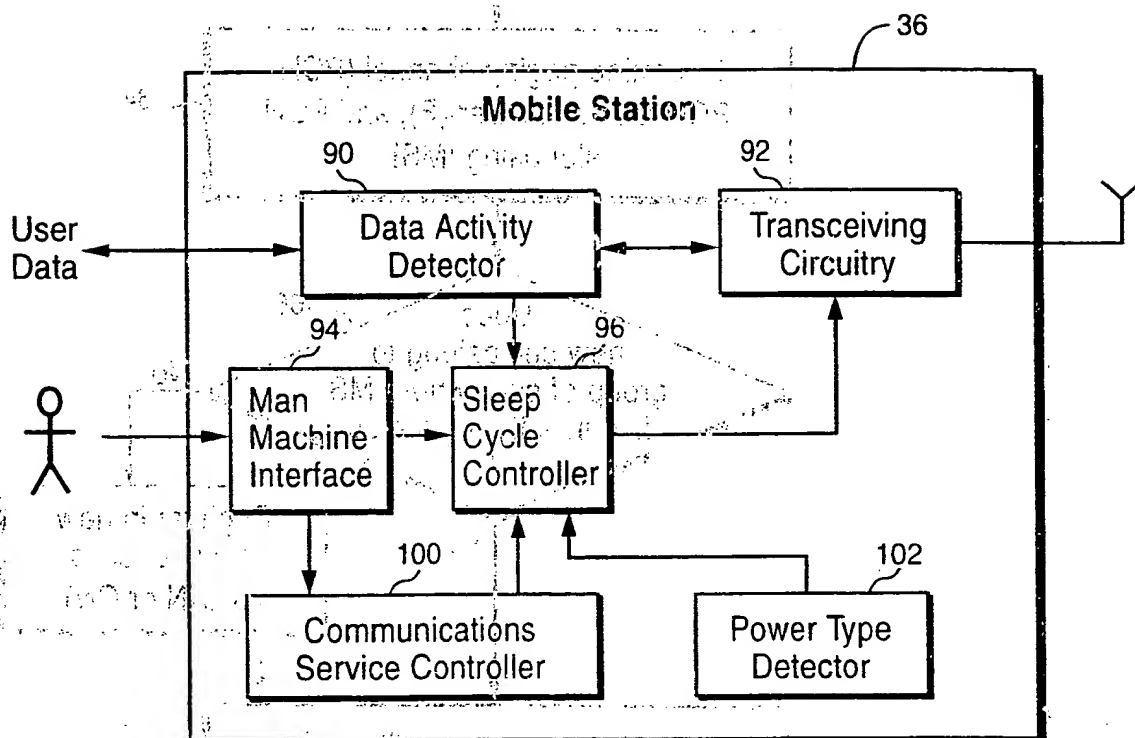 36
Mobile Station
90
92
User
Data
Data Activity
Detector
Transceiving
Circuitry
94
96
Man
Machine
Interface
Sleep
Cycle
Controller
100
102
Communications
Service Controller
Power Type
Detector